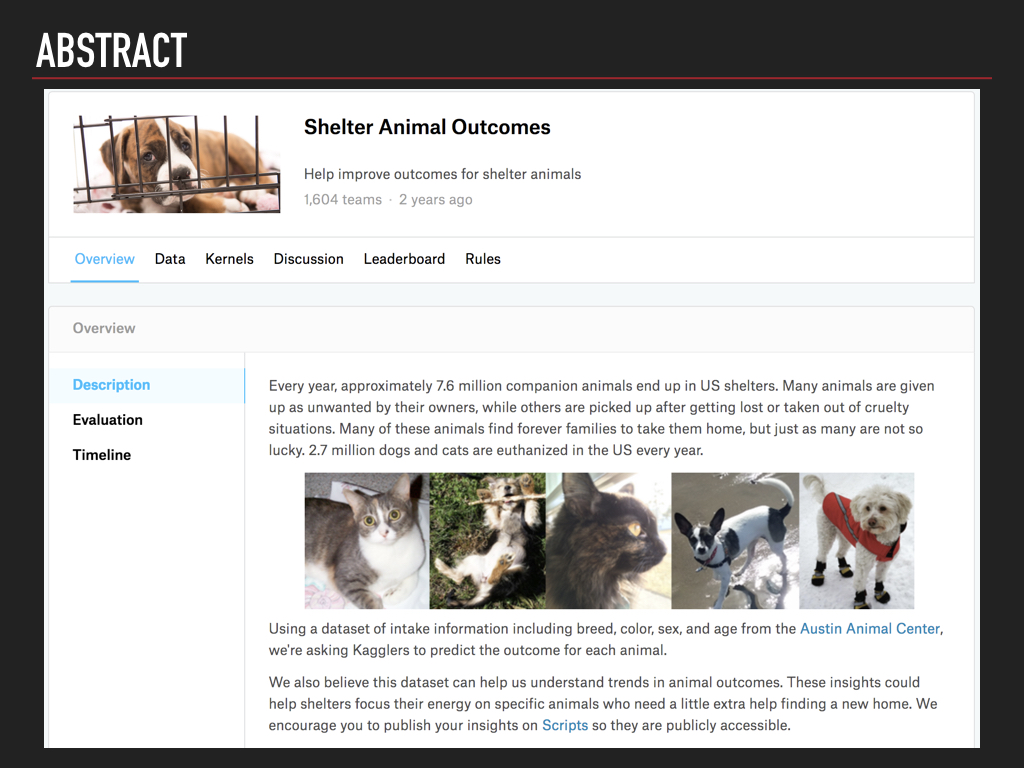 ABSTRACT
Shelter Animal Outcomes
Help improve outcomes for shelter animals
1,604 teams · 2 years ago
Overview Data Kernels Discussion Leaderboard Rules
Overview
Description
Evaluation
Timeline
Every year, approximately 7.6 million companion animals end up in US shelters. Many animals are given
up as unwanted by their owners, while others are picked up after getting lost or taken out of cruelty
situations. Many of these animals find forever families to take them home, but just as many are not so
lucky. 2.7 million dogs and cats are euthanized in the US every year.
Using a dataset of intake information including breed, color, sex, and age from the Austin Animal Center,
we're asking Kagglers to predict the outcome for each animal.
We also believe this dataset can help us understand trends in animal outcomes. These insights could
help shelters focus their energy on specific animals who need a little extra help finding a new home. We
encourage you to publish your insights on Scripts so they are publicly accessible.